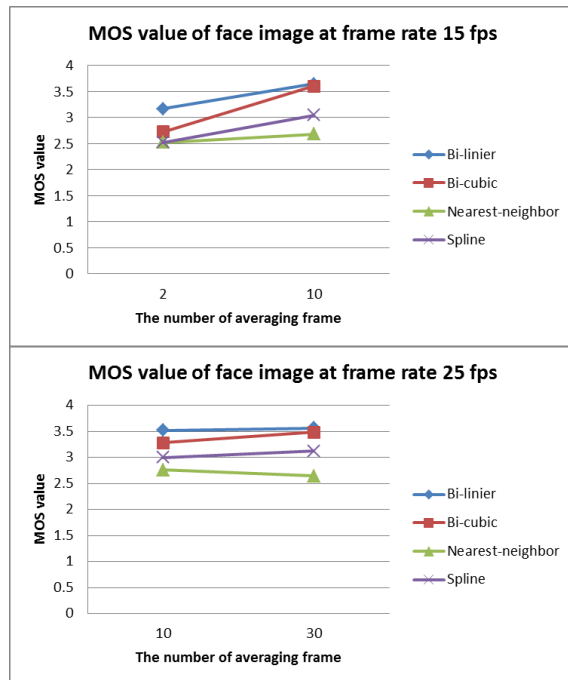 MOS value of face image at frame rate 15 fps
4
3.5
3
2.5
2
1.5
1
0.5
0
MOS value
2
10
The number of averaging frame
Bi-linier
Bi-cubic
Nearest-neighbor
Spline
MOS value of face image at frame rate 25 fps
4
3.5
3
2.5
2
1.5
1
0.5
0
MOS value
10
30
The number of averaging frame
Bi-linier
Bi-cubic
Nearest-neighbor
Spline